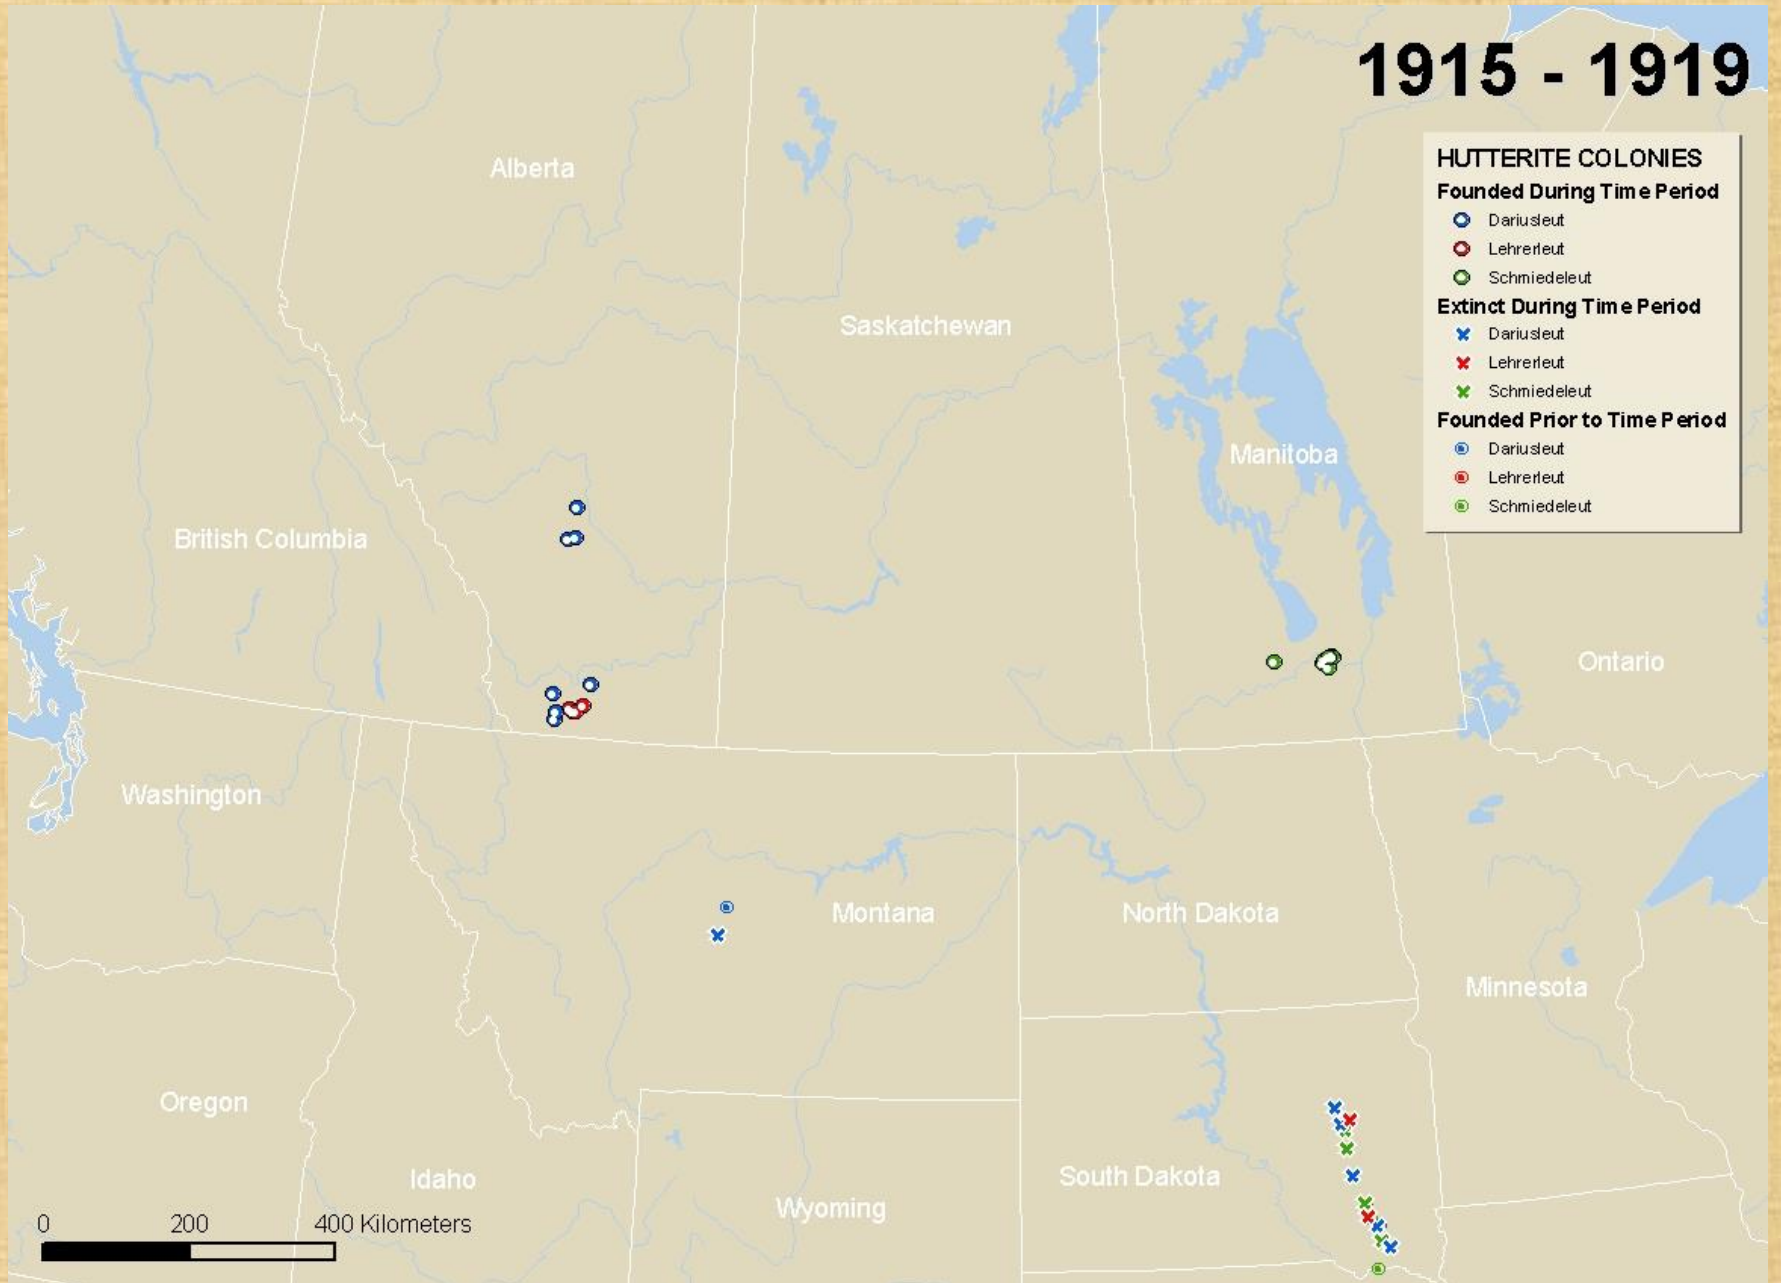 1915 - 1919
HUTTERITE COLONIES
Founded During Time Period
Dariusleut
Lehrerleut
Schmiedeleut
Extinct During Time Period
Dariusleut
Lehrerleut
Schmiedeleut
Founded Prior to Time Period
Dariusleut
Lehrerleut
Schmiedeleut
Alberta
Saskatchewan
Manitoba
British Columbia
Ontario
Washington
Montana
North Dakota
Minnesota
Oregon
Idaho
South Dakota
Wyoming
0 200 400 Kilometers